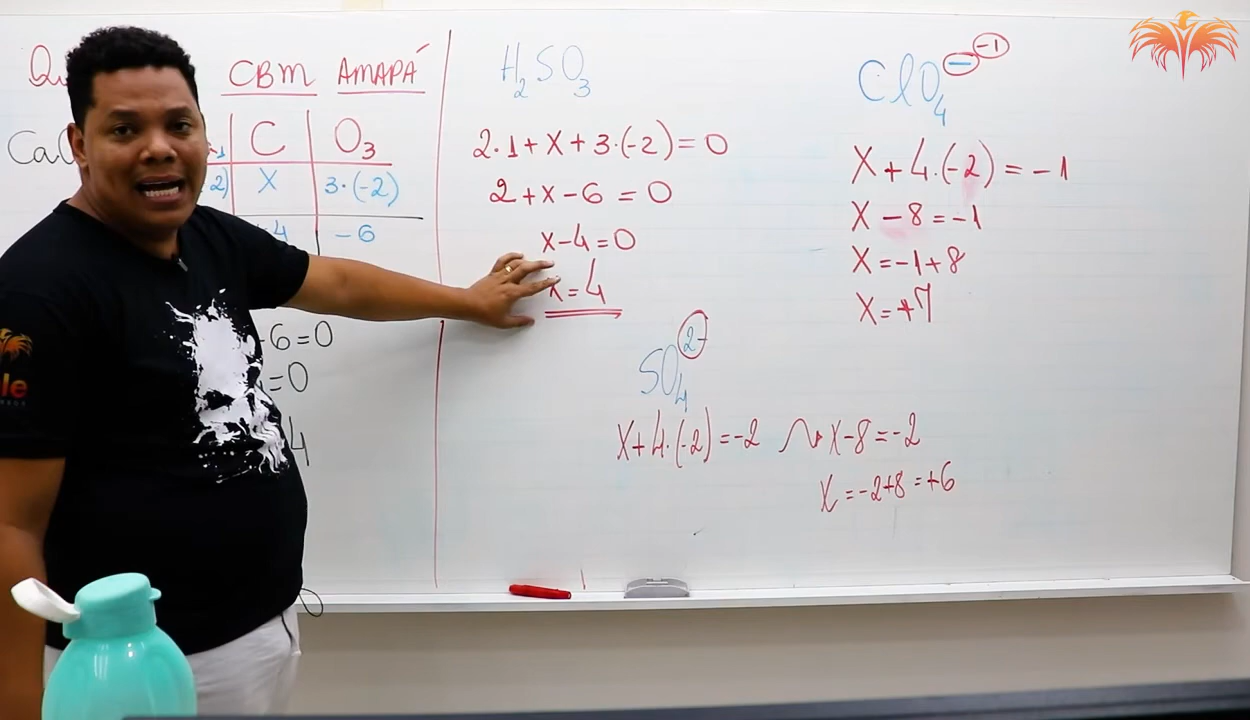 CBM AMAPÁ
C O₃
X 3·(-2)
-6
-6=0
=0
4
H₂SO₃
2·1+X+3·(-2)=0
2+x-6=0
x-4=0
x=4
ClO₄⁻ -1
X+4·(-2)=-1
X-8=-1
X=-1+8
X=+7
SO₄²⁻
X+4·(-2)=-2 x-8=-2
X=-2+8=+6
le